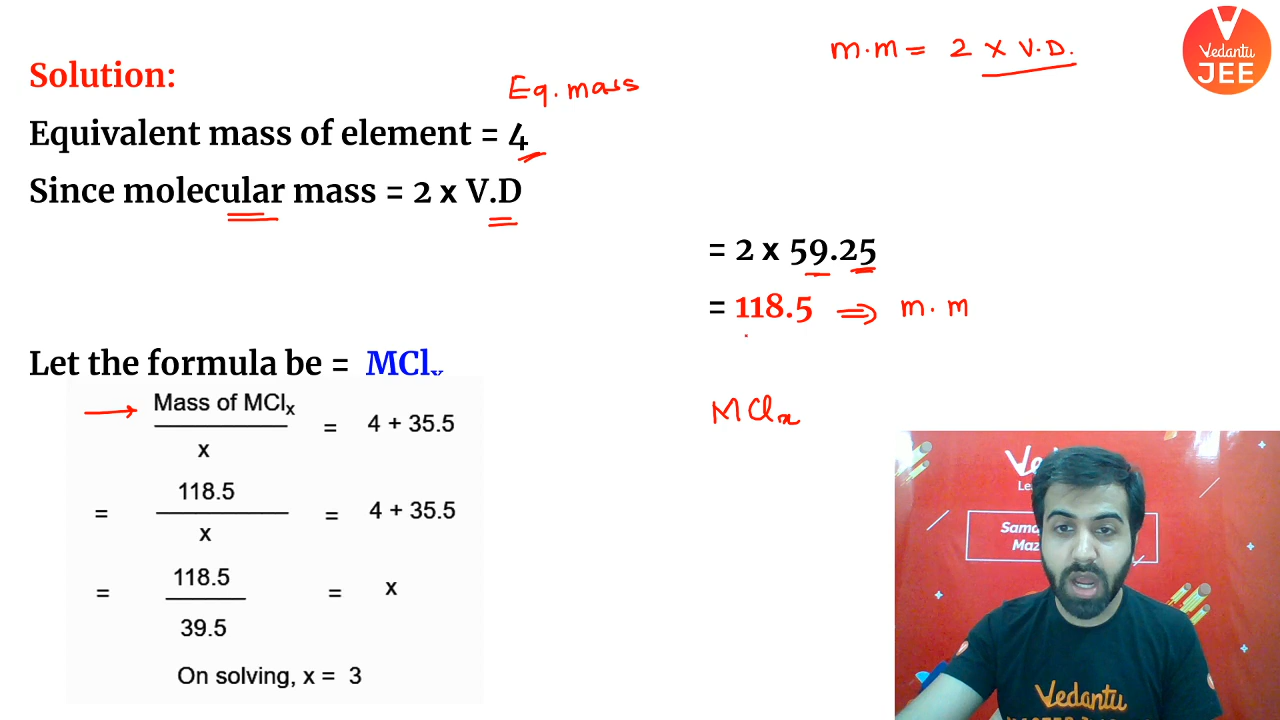 m.m = 2 x V.D.
Vedantu
JEE
Solution:
Eq. mass
Equivalent mass of element = 4
Since molecular mass = 2 x V.D
= 2 x 59.25
= 118.5 ⇒ m.m
Let the formula be = MClₓ
Mass of MClₓ
= 4 + 35.5
x
MClₓ
118.5
= = 4 + 35.5
x
118.5
= = x
39.5
On solving, x = 3
Vedantu